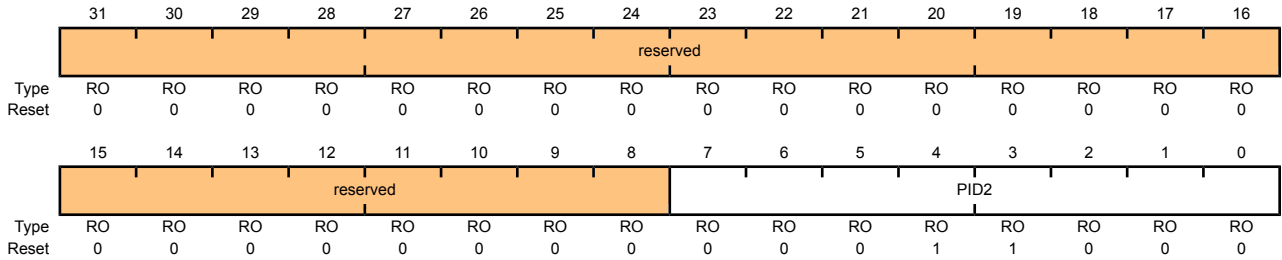 31 30 29 28 27 26 25 24 23 22 21 20 19 18 17 16
reserved
Type RO RO RO RO RO RO RO RO RO RO RO RO RO RO RO RO
Reset 0 0 0 0 0 0 0 0 0 0 0 0 0 0 0 0
15 14 13 12 11 10 9 8 7 6 5 4 3 2 1 0
reserved PID2
Type RO RO RO RO RO RO RO RO RO RO RO RO RO RO RO RO
Reset 0 0 0 0 0 0 0 0 0 0 0 1 1 0 0 0